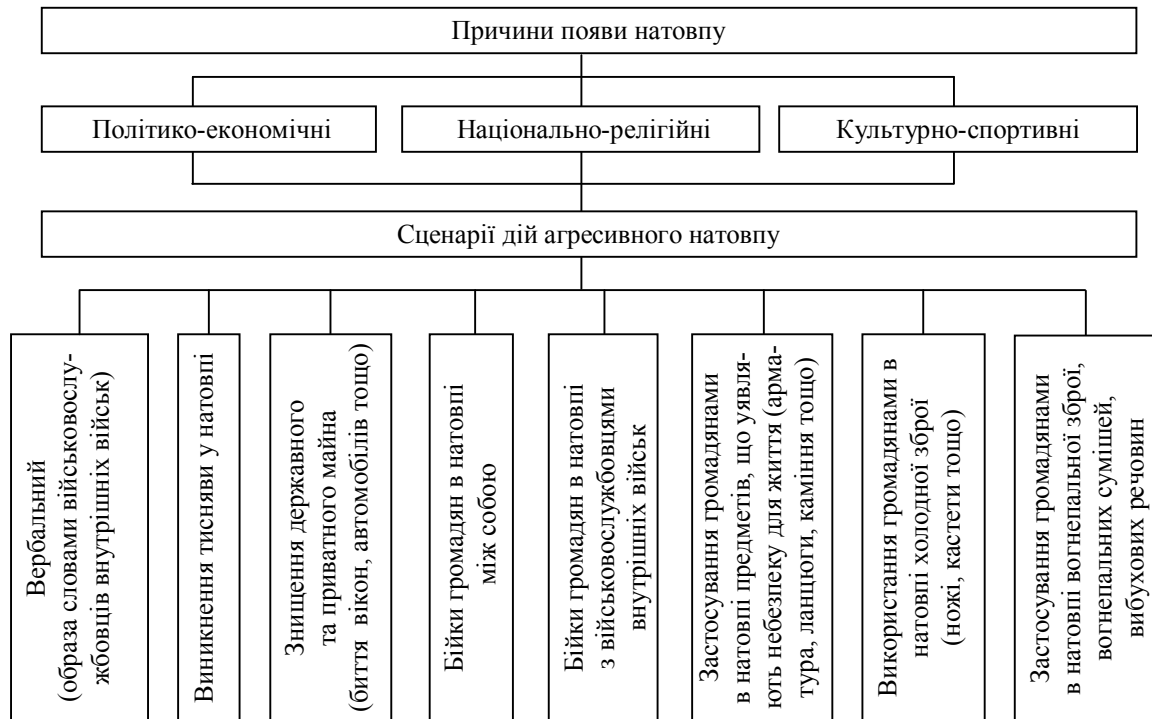 Причини появи натовпу
Політико-економічні
Національно-релігійні
Культурно-спортивні
Сценарії дій агресивного натовпу
Вербальний
(образа словами військовослу-
жбовців внутрішніх військ)
Виникнення тисняви у натовпі
Знищення державного
та приватного майна
(биття вікон, автомобілів тощо)
Бійки громадян в натовпі
між собою
Бійки громадян в натовпі
з військовослужбовцями
внутрішніх військ
Застосування громадянами
в натовпі предметів, що уявля-
ють небезпеку для життя (арма-
тура, ланцюги, каміння тощо)
Використання громадянами в
натовпі холодної зброї
(ножі, кастети тощо)
Застосування громадянами
в натовпі вогнепальної зброї,
вогнепальних сумішей,
вибухових речовин